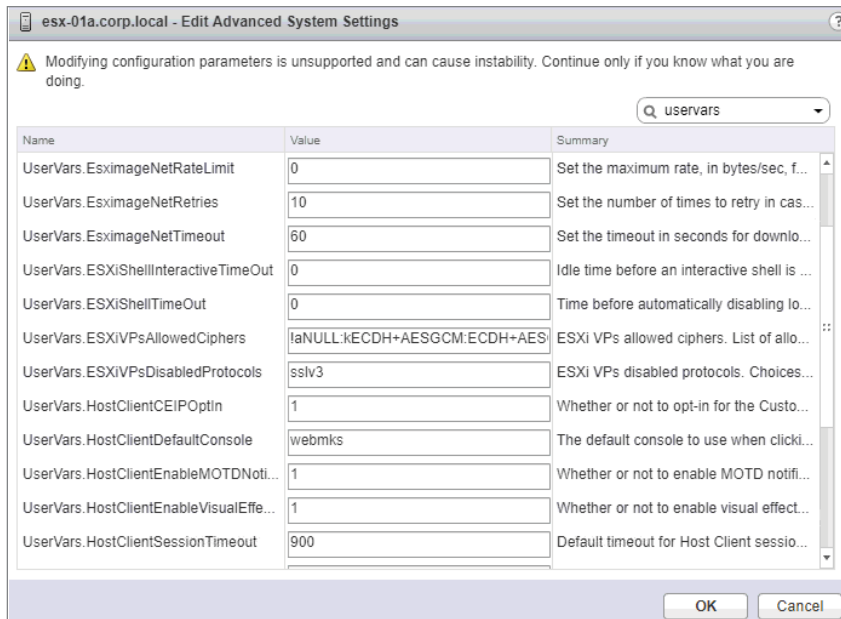 esx-01a.corp.local - Edit Advanced System Settings ?
Modifying configuration parameters is unsupported and can cause instability. Continue only if you know what you are
doing.
uservars
Name Value Summary
UserVars.EsximageNetRateLimit 0 Set the maximum rate, in bytes/sec, f...
UserVars.EsximageNetRetries 10 Set the number of times to retry in cas...
UserVars.EsximageNetTimeout 60 Set the timeout in seconds for downlo...
UserVars.ESXiShellInteractiveTimeOut 0 Idle time before an interactive shell is ...
UserVars.ESXiShellTimeOut 0 Time before automatically disabling lo...
UserVars.ESXiVPsAllowedCiphers !aNULL:kECDH+AESGCM:ECDH+AES ESXi VPs allowed ciphers. List of allo...
UserVars.ESXiVPsDisabledProtocols sslv3 ESXi VPs disabled protocols. Choices...
UserVars.HostClientCEIPOptIn 1 Whether or not to opt-in for the Custo...
UserVars.HostClientDefaultConsole webmks The default console to use when clicki...
UserVars.HostClientEnableMOTDNoti... 1 Whether or not to enable MOTD notifi...
UserVars.HostClientEnableVisualEffe... 1 Whether or not to enable visual effect...
UserVars.HostClientSessionTimeout 900 Default timeout for Host Client sessio...
OK Cancel